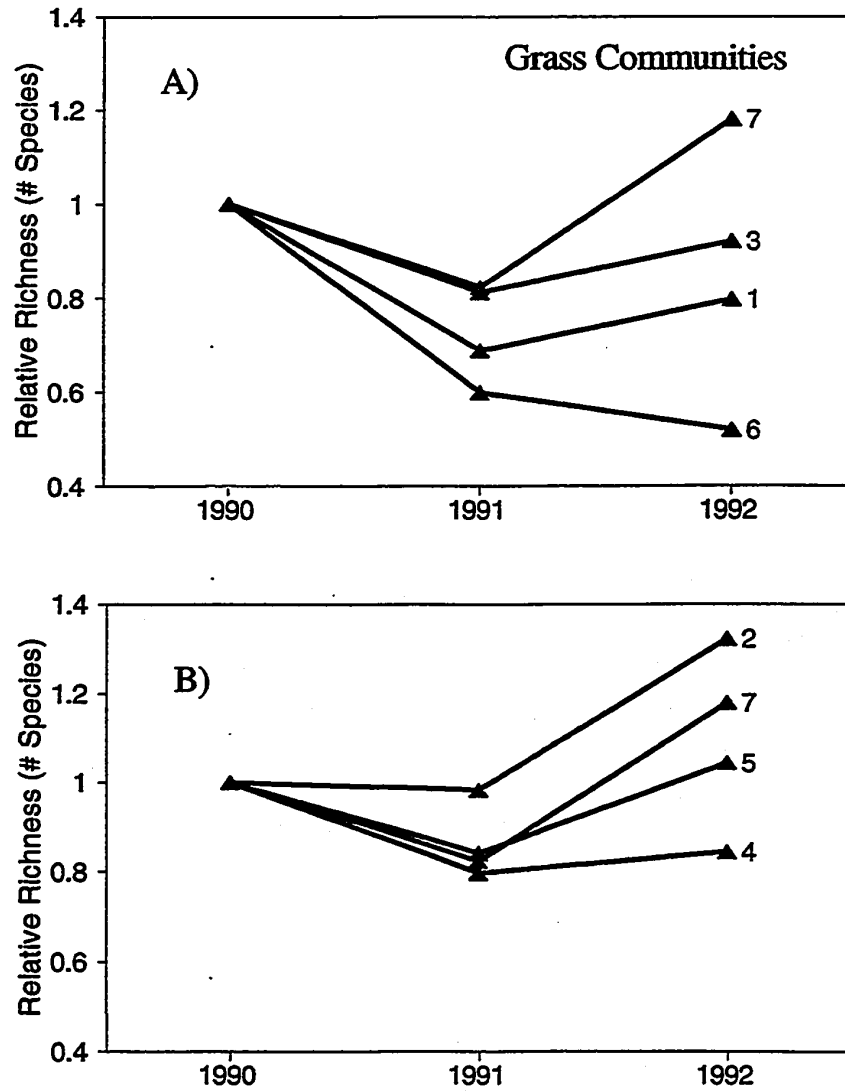 1.4
A)
Grass Communities
1.2
1
0.8
0.6
0.4
Relative Richness (# Species)
7
3
1
6
1990 1991 1992
1.4
B)
1.2
1
0.8
0.6
0.4
Relative Richness (# Species)
2
7
5
4
1990 1991 1992